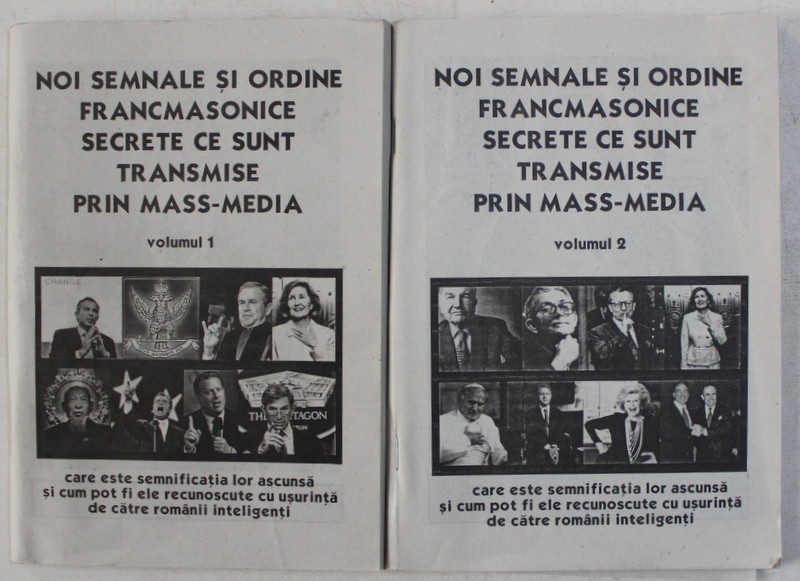 NOI SEMNALE ȘI ORDINE
FRANCMASONICE
SECRETE CE SUNT
TRANSMISE
PRIN MASS-MEDIA
volumul 1
CHANGE
care este semnificația lor ascunsă
și cum pot fi ele recunoscute cu ușurință
de către românii inteligenți
NOI SEMNALE ȘI ORDINE
FRANCMASONICE
SECRETE CE SUNT
TRANSMISE
PRIN MASS-MEDIA
volumul 2
care este semnificația lor ascunsă
și cum pot fi ele recunoscute cu ușurință
de către românii inteligenți